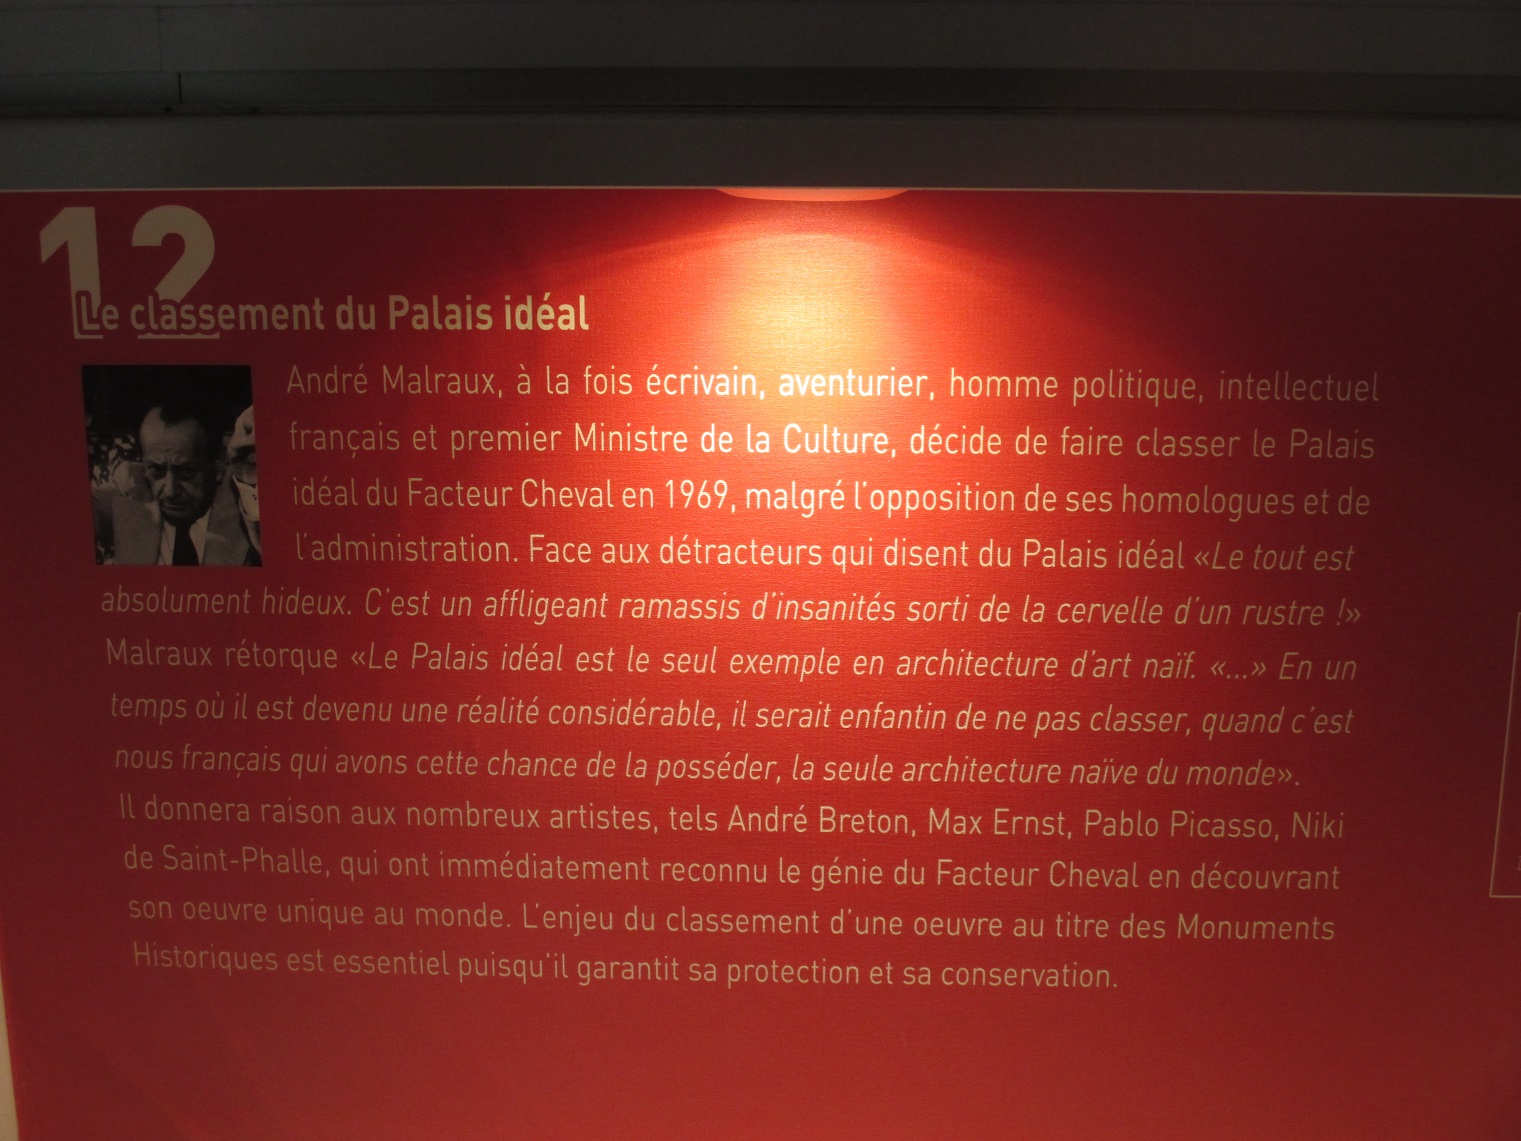 12
Le classement du Palais idéal
André Malraux, à la fois écrivain, aventurier, homme politique, intellectuel
français et premier Ministre de la Culture, décide de faire classer le Palais
idéal du Facteur Cheval en 1969, malgré l'opposition de ses homologues et de
l'administration. Face aux détracteurs qui disent du Palais idéal «Le tout est
absolument hideux. C'est un affligeant ramassis d'insanités sorti de la cervelle d'un rustre !»
Malraux rétorque «Le Palais idéal est le seul exemple en architecture d'art naïf. «...» En un
temps où il est devenu une réalité considérable, il serait enfantin de ne pas classer, quand c'est
nous français qui avons cette chance de la posséder, la seule architecture naïve du monde».
Il donnera raison aux nombreux artistes, tels André Breton, Max Ernst, Pablo Picasso, Niki
de Saint-Phalle, qui ont immédiatement reconnu le génie du Facteur Cheval en découvrant
son oeuvre unique au monde. L'enjeu du classement d'une oeuvre au titre des Monuments
Historiques est essentiel puisqu'il garantit sa protection et sa conservation.